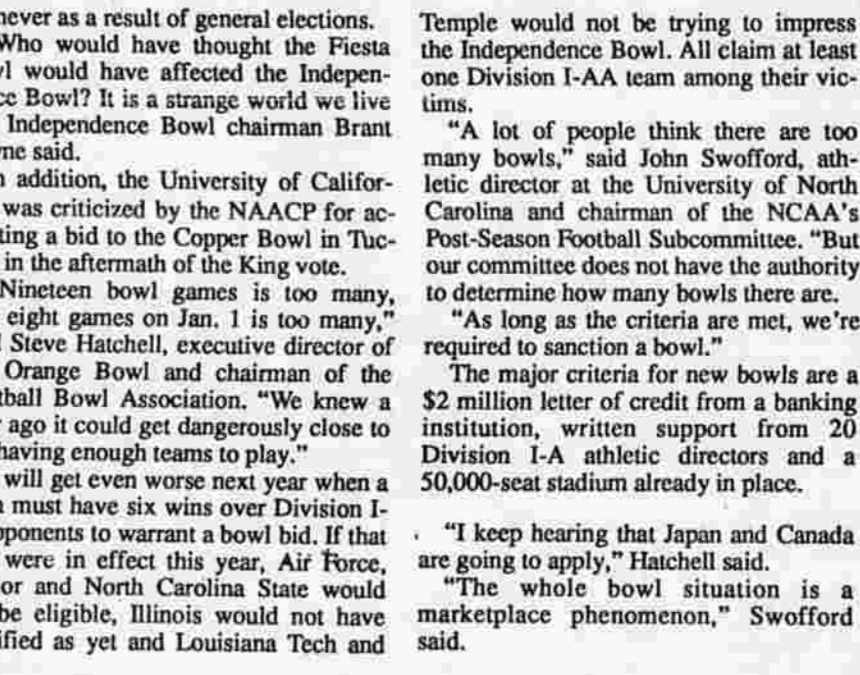 never as a result of general elections.
Who would have thought the Fiesta
would have affected the Indepen-
Bowl? It is a strange world we live
Independence Bowl chairman Brant
said.
addition, the University of Califor-
was criticized by the NAACP for ac-
ting a bid to the Copper Bowl in Tuc-
in the aftermath of the King vote.
Nineteen bowl games is too many,
eight games on Jan. 1 is too many,"
Steve Hatchell, executive director of
Orange Bowl and chairman of the
tball Bowl Association. "We knew a
ago it could get dangerously close to
having enough teams to play."
will get even worse next year when a
must have six wins over Division I-
pponents to warrant a bowl bid. If that
were in effect this year, Air Force,
or and North Carolina State would
be eligible, Illinois would not have
ified as yet and Louisiana Tech and
Temple would not be trying to impress
the Independence Bowl. All claim at least
one Division I-AA team among their vic-
tims.
"A lot of people think there are too
many bowls," said John Swofford, ath-
letic director at the University of North
Carolina and chairman of the NCAA's
Post-Season Football Subcommittee. "But
our committee does not have the authority
to determine how many bowls there are.
"As long as the criteria are met, we're
required to sanction a bowl."
The major criteria for new bowls are a
$2 million letter of credit from a banking
institution, written support from 20
Division I-A athletic directors and a
50,000-seat stadium already in place.
"I keep hearing that Japan and Canada
are going to apply," Hatchell said.
"The whole bowl situation is a
marketplace phenomenon," Swofford
said.